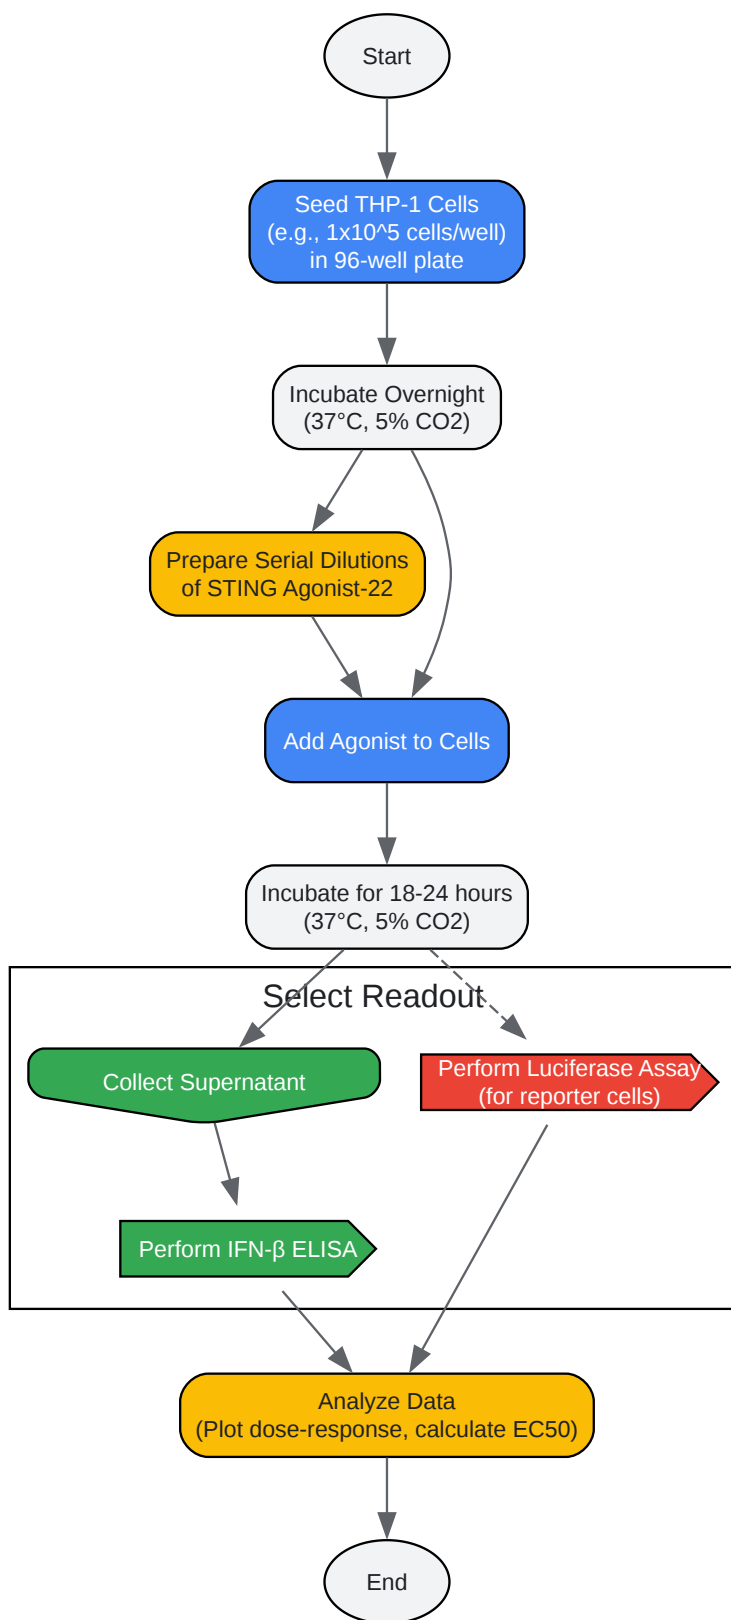 Start
Seed THP-1 Cells
(e.g., 1x10^5 cells/well)
in 96-well plate
Incubate Overnight
(37°C, 5% CO2)
Prepare Serial Dilutions
of STING Agonist-22
Add Agonist to Cells
Incubate for 18-24 hours
(37°C, 5% CO2)
Select Readout
Collect Supernatant
Perform Luciferase Assay
(for reporter cells)
Perform IFN-β ELISA
Analyze Data
(Plot dose-response, calculate EC50)
End